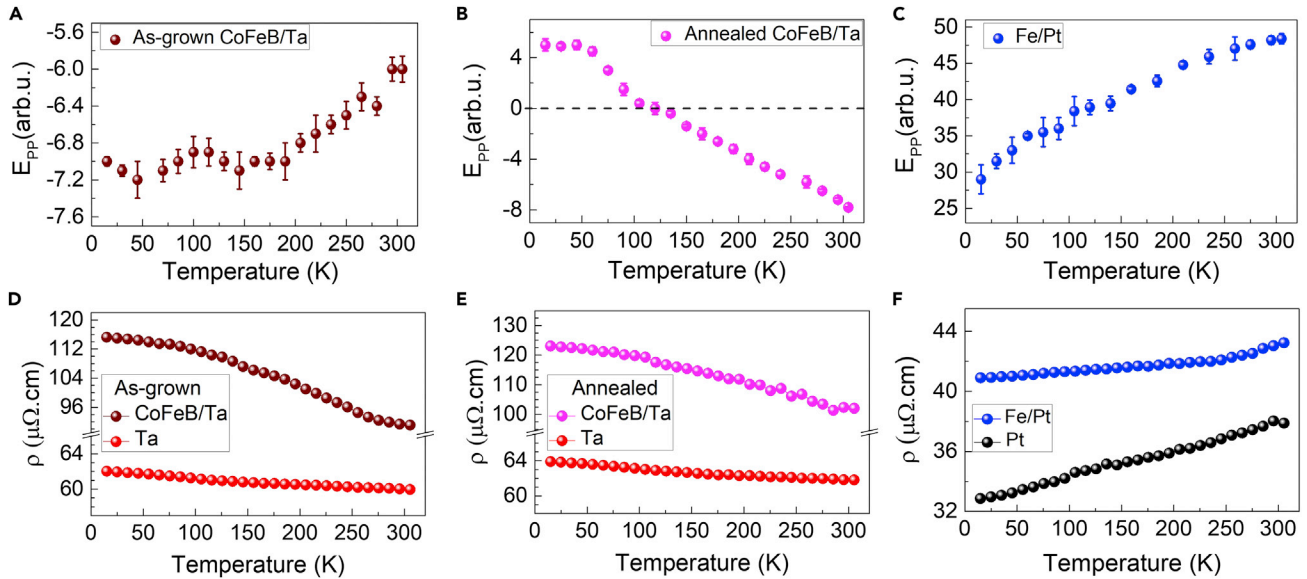 A
-5.6
-6.0
-6.4
-6.8
-7.2
-7.6
E_PP(arb.u.)
As-grown CoFeB/Ta
0 50 100 150 200 250 300
Temperature (K)
B
8
4
0
-4
-8
E_PP(arb.u.)
Annealed CoFeB/Ta
0 50 100 150 200 250 300
Temperature (K)
C
50
45
40
35
30
25
E_PP(arb.u.)
Fe/Pt
0 50 100 150 200 250 300
Temperature (K)
D
120
112
104
96
64
60
ρ (μΩ.cm)
As-grown
CoFeB/Ta
Ta
0 50 100 150 200 250 300
Temperature (K)
E
130
120
110
100
64
60
ρ (μΩ.cm)
Annealed
CoFeB/Ta
Ta
0 50 100 150 200 250 300
Temperature (K)
F
44
40
36
32
ρ (μΩ.cm)
Fe/Pt
Pt
0 50 100 150 200 250 300
Temperature (K)